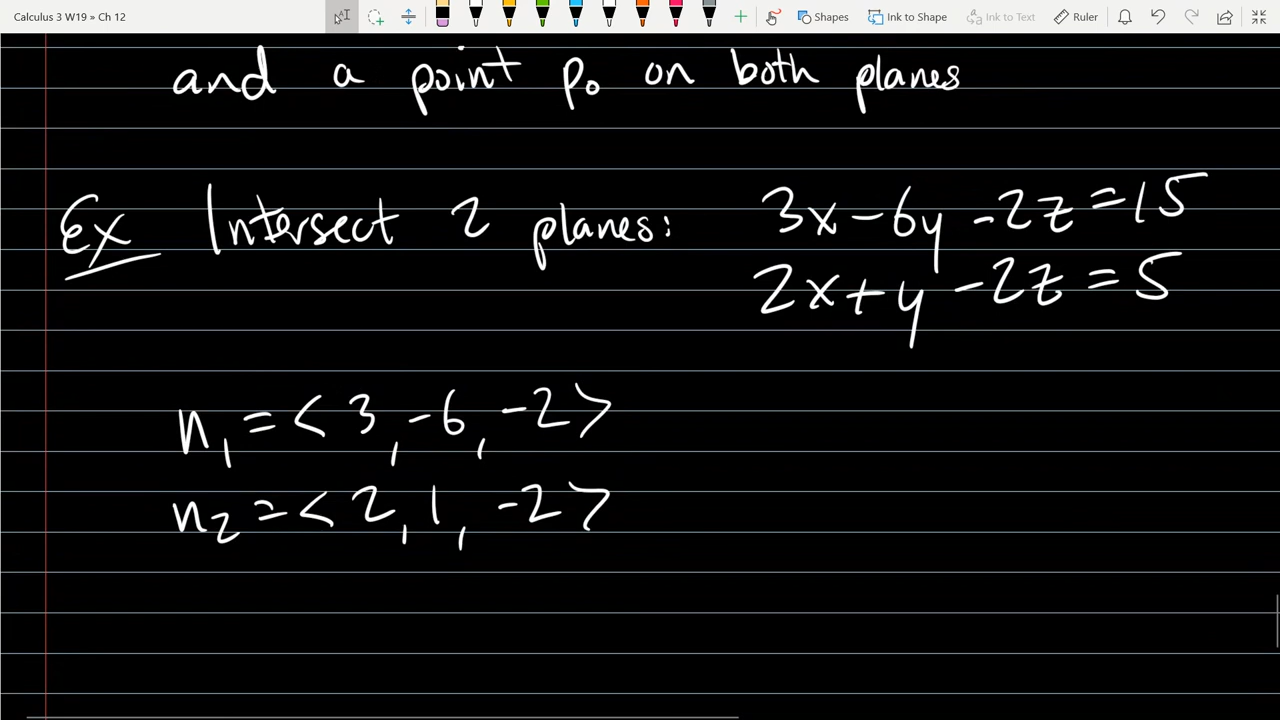 Calculus 3 W19 » Ch 12
Shapes Ink to Shape Ink to Text Ruler
and a point p₀ on both planes
Ex Intersect 2 planes: 3x-6y-2z=15
2x+y-2z=5
n₁=<3,-6,-2>
n₂=<2,1,-2>